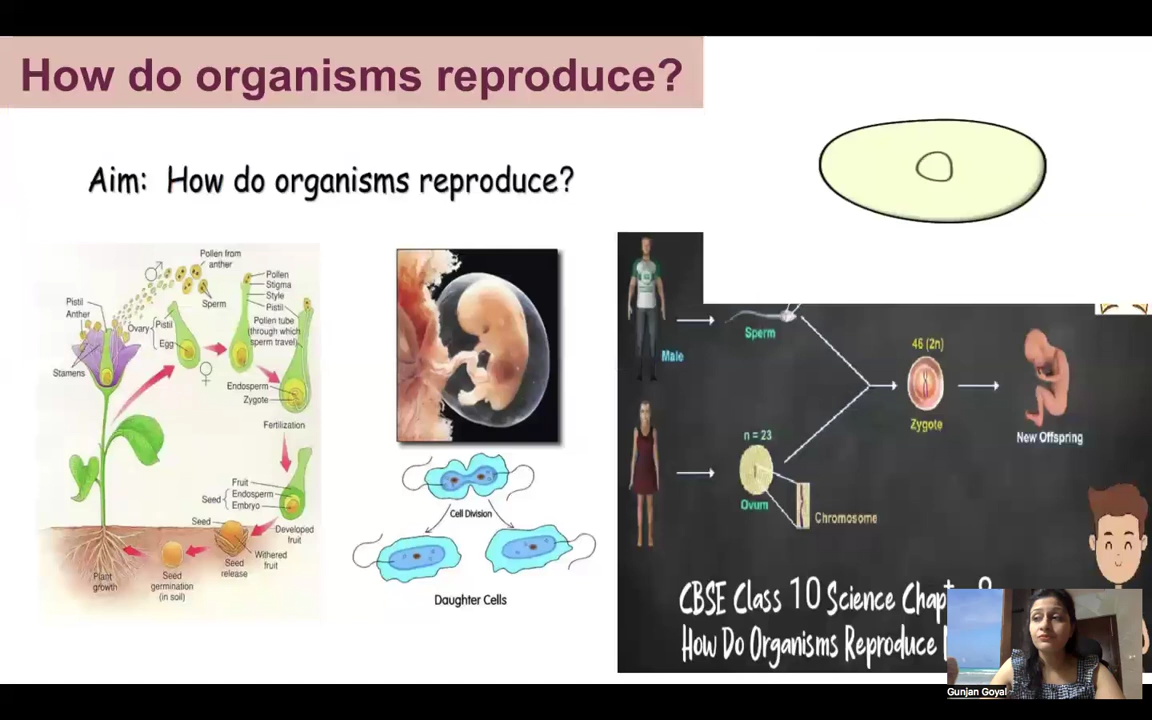 How do organisms reproduce?
Aim: How do organisms reproduce?
Pollen from
anther
Pollen
Stigma
Style
Pistil
Pollen tube
(through which
sperm travel)
Sperm
Pistil
Anther
Ovary
Pistil
Egg
Stamens
Endosperm
Zygote
Fertilization
Fruit
Seed
Endosperm
Embryo
Seed
Developed
fruit
Withered
fruit
Seed
release
Seed
germination
(in soil)
Plant
growth
Cell Division
Daughter Cells
Male
Sperm
46 (2n)
Zygote
New Offspring
n = 23
Ovum
Chromosome
CBSE Class 10 Science
How Do Organisms Reproduce
Gunjan Goyal